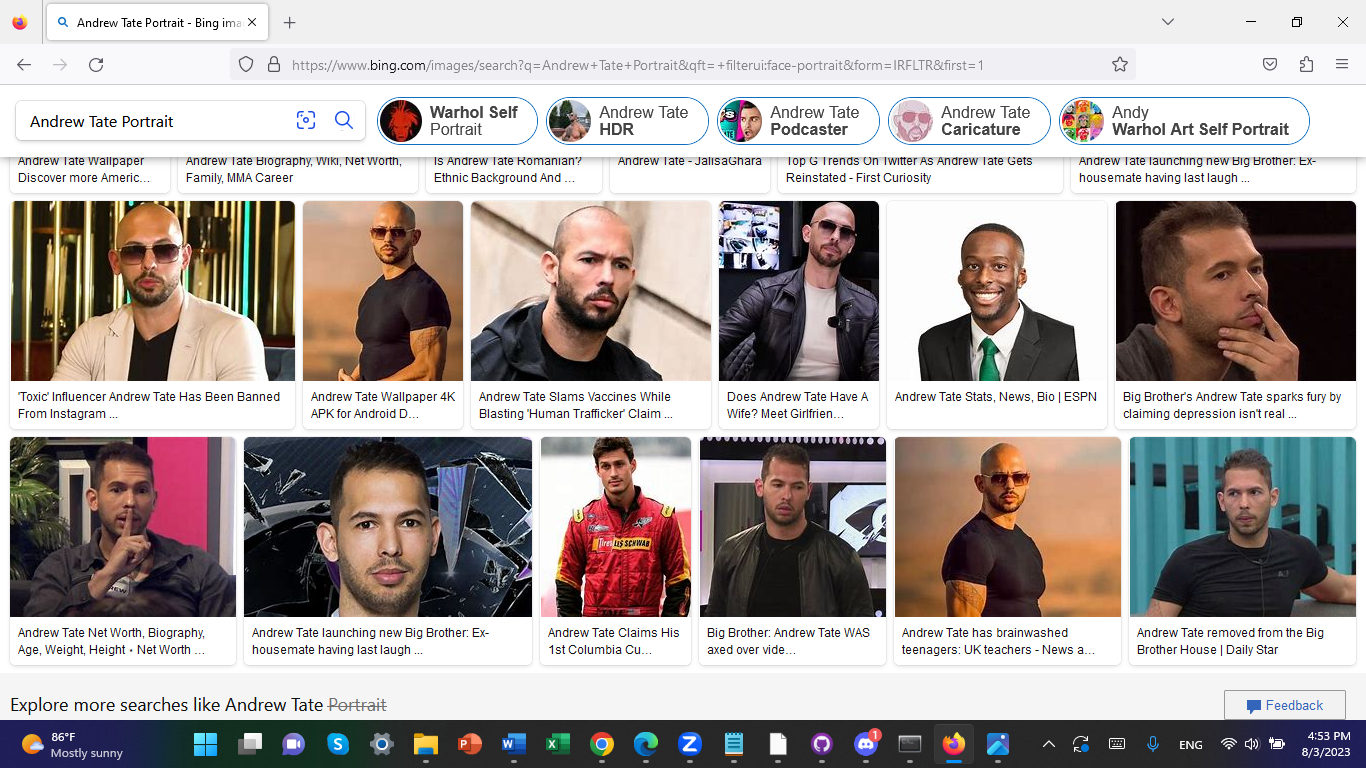 Andrew Tate Portrait - Bing ima
https://www.bing.com/images/search?q=Andrew+Tate+Portrait&qft=+filterui:face-portrait&form=IRFLTR&first=1
Andrew Tate Portrait
Warhol Self
Portrait
Andrew Tate
HDR
Andrew Tate
Podcaster
Andrew Tate
Caricature
Andy
Warhol Art Self Portrait
Andrew Tate Wallpaper
Discover more Americ...
Andrew Tate Biography, Wiki, Net Worth,
Family, MMA Career
Is Andrew Tate Romanian?
Ethnic Background And ...
Andrew Tate - JalisaGhara
Top G Trends On Twitter As Andrew Tate Gets
Reinstated - First Curiosity
Andrew Tate launching new Big Brother: Ex-
housemate having last laugh ...
'Toxic' Influencer Andrew Tate Has Been Banned
From Instagram ...
Andrew Tate Wallpaper 4K
APK for Android D...
Andrew Tate Slams Vaccines While
Blasting 'Human Trafficker' Claim ...
Does Andrew Tate Have A
Wife? Meet Girlfrien...
Andrew Tate Stats, News, Bio | ESPN
Big Brother's Andrew Tate sparks fury by
claiming depression isn't real ...
LES SCHWAB
Andrew Tate Net Worth, Biography,
Age, Weight, Height • Net Worth ...
Andrew Tate launching new Big Brother: Ex-
housemate having last laugh ...
Andrew Tate Claims His
1st Columbia Cu...
Big Brother: Andrew Tate WAS
axed over vide...
Andrew Tate has brainwashed
teenagers: UK teachers - News a...
Andrew Tate removed from the Big
Brother House | Daily Star
Explore more searches like Andrew Tate Portrait
Feedback
86°F
Mostly sunny
1
ENG
4:53 PM
8/3/2023